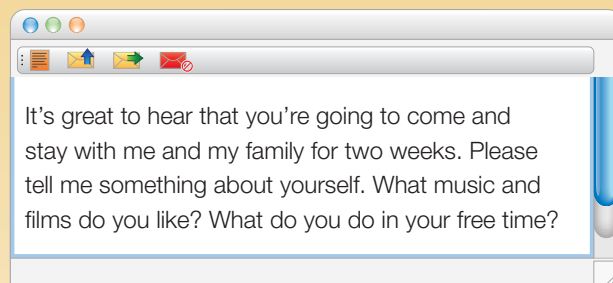 It’s great to hear that you’re going to come and
stay with me and my family for two weeks. Please
tell me something about yourself. What music and
films do you like? What do you do in your free time?